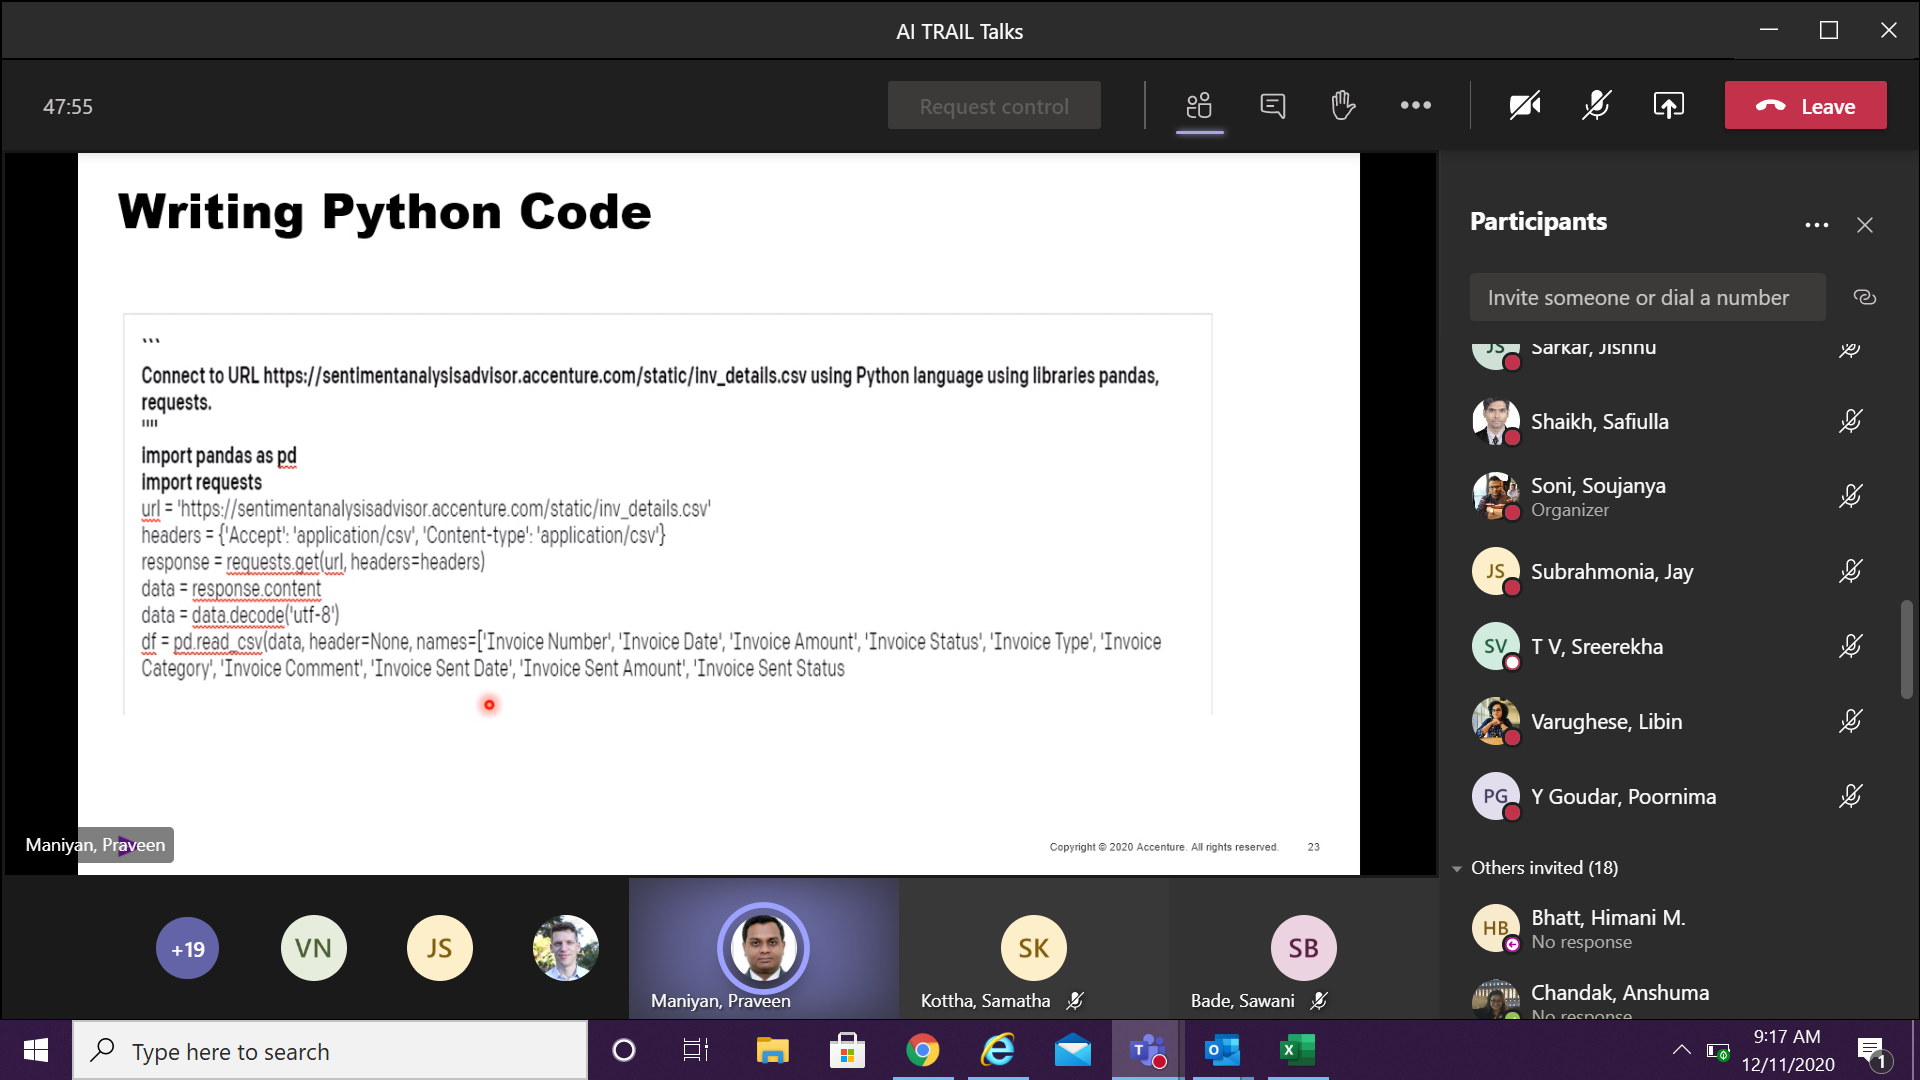 AI TRAIL Talks
47:55
Request control
Leave
Writing Python Code
```
Connect to URL https://sentimentanalysisadvisor.accenture.com/static/inv_details.csv using Python language using libraries pandas,
requests.
""
import pandas as pd
import requests
url = 'https://sentimentanalysisadvisor.accenture.com/static/inv_details.csv'
headers = {'Accept': 'application/csv', 'Content-type': 'application/csv'}
response = requests.get(url, headers=headers)
data = response.content
data = data.decode('utf-8')
df = pd.read_csv(data, header=None, names=['Invoice Number', 'Invoice Date', 'Invoice Amount', 'Invoice Status', 'Invoice Type', 'Invoice
Category', 'Invoice Comment', 'Invoice Sent Date', 'Invoice Sent Amount', 'Invoice Sent Status
Maniyan, Praveen
Copyright © 2020 Accenture. All rights reserved. 23
Participants
Invite someone or dial a number
JS Sarkar, Jishnu
Shaikh, Safiulla
Soni, Soujanya
Organizer
JS Subrahmonia, Jay
SV T V, Sreerekha
Varughese, Libin
PG Y Goudar, Poornima
Others invited (18)
HB Bhatt, Himani M.
No response
Chandak, Anshuma
No response
+19
VN
JS
Maniyan, Praveen
SK
Kottha, Samatha
SB
Bade, Sawani
Type here to search
9:17 AM
12/11/2020
1